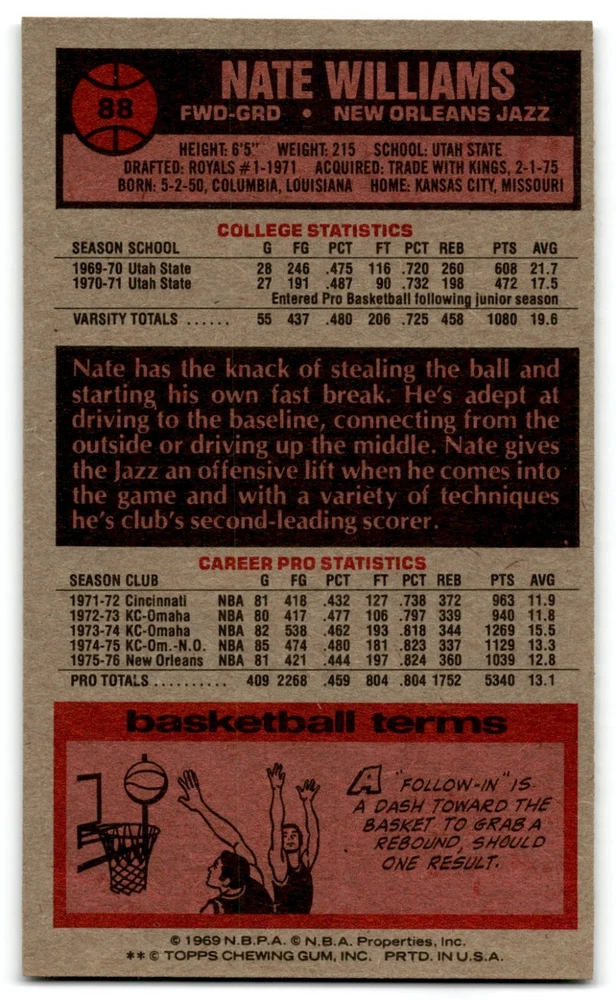 88
NATE WILLIAMS
FWD-GRD • NEW ORLEANS JAZZ
HEIGHT: 6'5" WEIGHT: 215 SCHOOL: UTAH STATE
DRAFTED: ROYALS #1-1971 ACQUIRED: TRADE WITH KINGS, 2-1-75
BORN: 5-2-50, COLUMBIA, LOUISIANA HOME: KANSAS CITY, MISSOURI
COLLEGE STATISTICS
SEASON SCHOOL G FG PCT FT PCT REB PTS AVG
1969-70 Utah State 28 246 .475 116 .720 260 608 21.7
1970-71 Utah State 27 191 .487 90 .732 198 472 17.5
Entered Pro Basketball following junior season
VARSITY TOTALS ...... 55 437 .480 206 .725 458 1080 19.6
Nate has the knack of stealing the ball and
starting his own fast break. He's adept at
driving to the baseline, connecting from the
outside or driving up the middle. Nate gives
the Jazz an offensive lift when he comes into
the game and with a variety of techniques
he's club's second-leading scorer.
CAREER PRO STATISTICS
SEASON CLUB G FG PCT FT PCT REB PTS AVG
1971-72 Cincinnati NBA 81 418 .432 127 .738 372 963 11.9
1972-73 KC-Omaha NBA 80 417 .477 106 .797 339 940 11.8
1973-74 KC-Omaha NBA 82 538 .462 193 .818 344 1269 15.5
1974-75 KC-Om.-N.O. NBA 85 474 .480 181 .823 337 1129 13.3
1975-76 New Orleans NBA 81 421 .444 197 .824 360 1039 12.8
PRO TOTALS .......... 409 2268 .459 804 .804 1752 5340 13.1
basketball terms
A "FOLLOW-IN" IS
A DASH TOWARD THE
BASKET TO GRAB A
REBOUND, SHOULD
ONE RESULT.
© 1969 N.B.P.A. © N.B.A. Properties, Inc.
** © TOPPS CHEWING GUM, INC. PRTD. IN U.S.A.